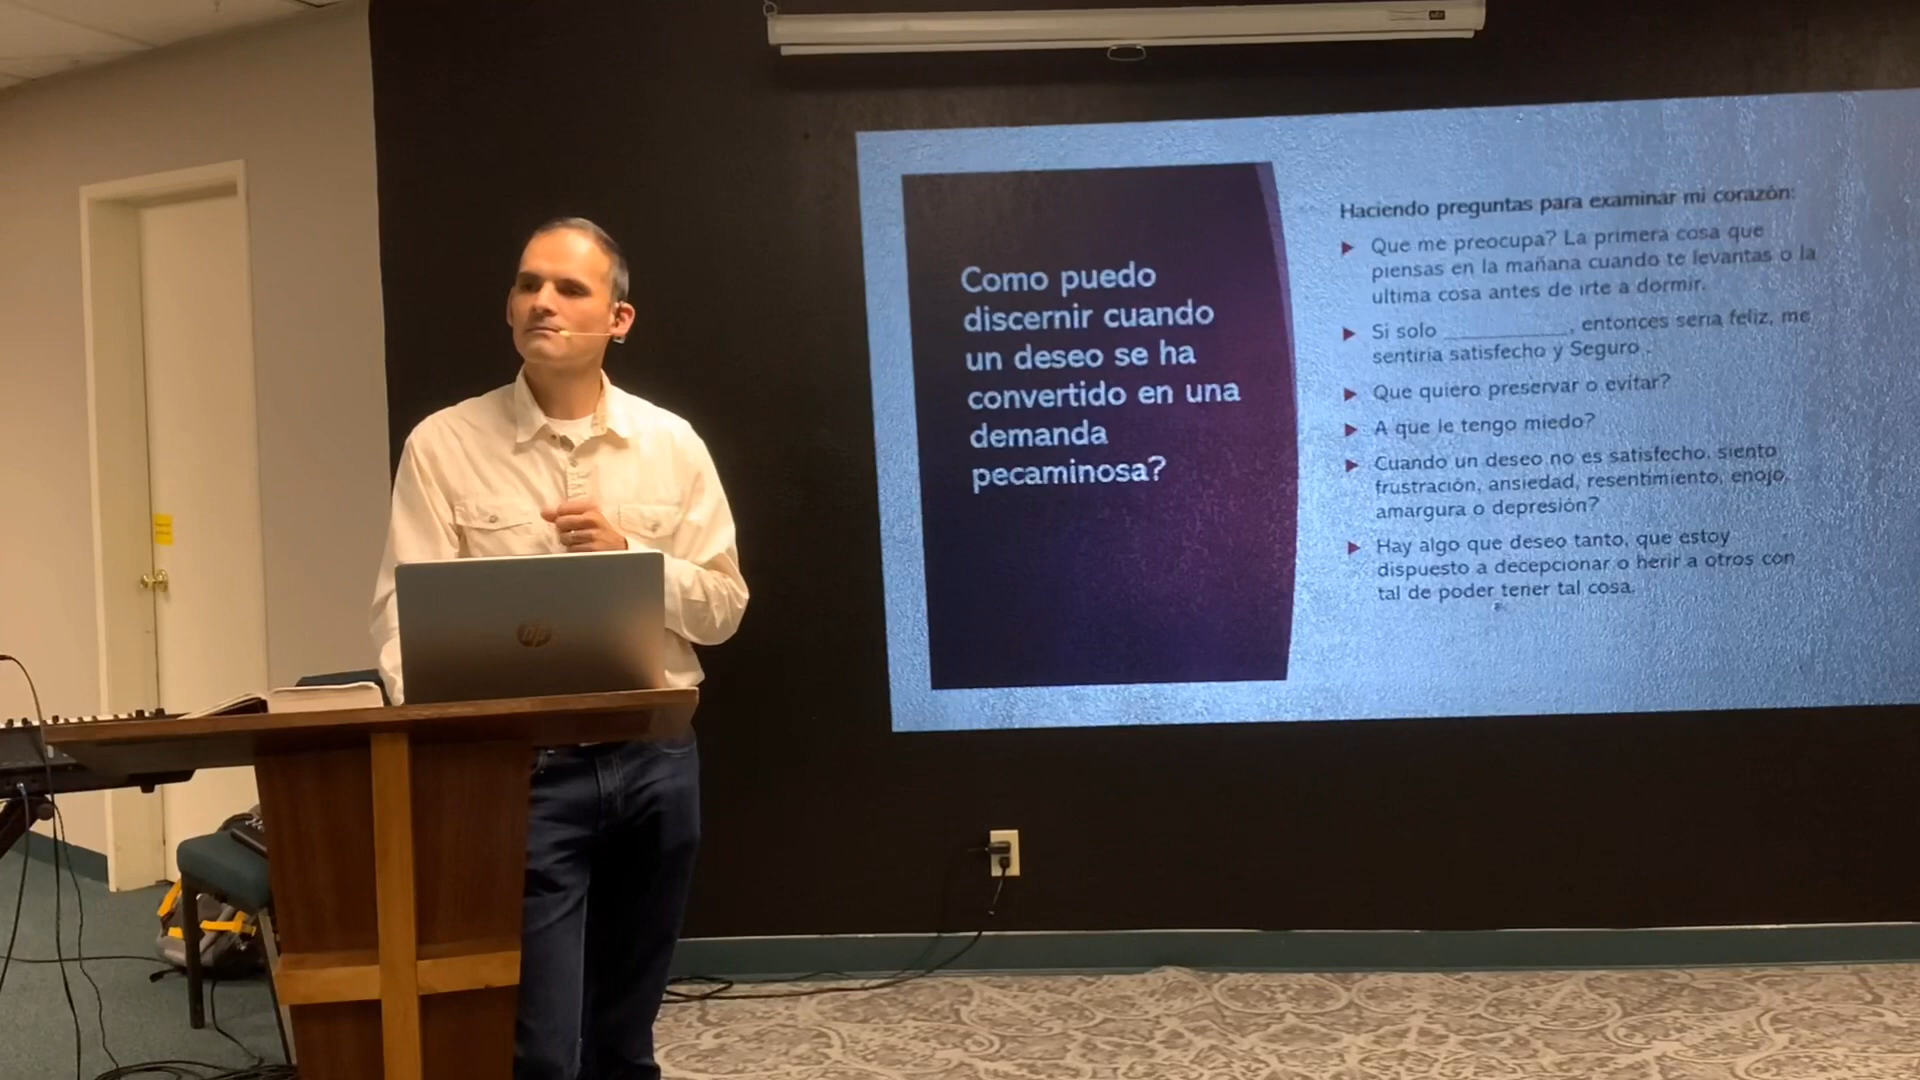 Como puedo
discernir cuando
un deseo se ha
convertido en una
demanda
pecaminosa?
Haciendo preguntas para examinar mi corazón:
Que me preocupa? La primera cosa que
piensas en la mañana cuando te levantas o la
ultima cosa antes de irte a dormir.
Si solo ___________, entonces seria feliz, me
sentiria satisfecho y Seguro .
Que quiero preservar o evitar?
A que le tengo miedo?
Cuando un deseo no es satisfecho, siento
frustración, ansiedad, resentimiento, enojo,
amargura o depresión?
Hay algo que deseo tanto, que estoy
dispuesto a decepcionar o herir a otros con
tal de poder tener tal cosa.
hp